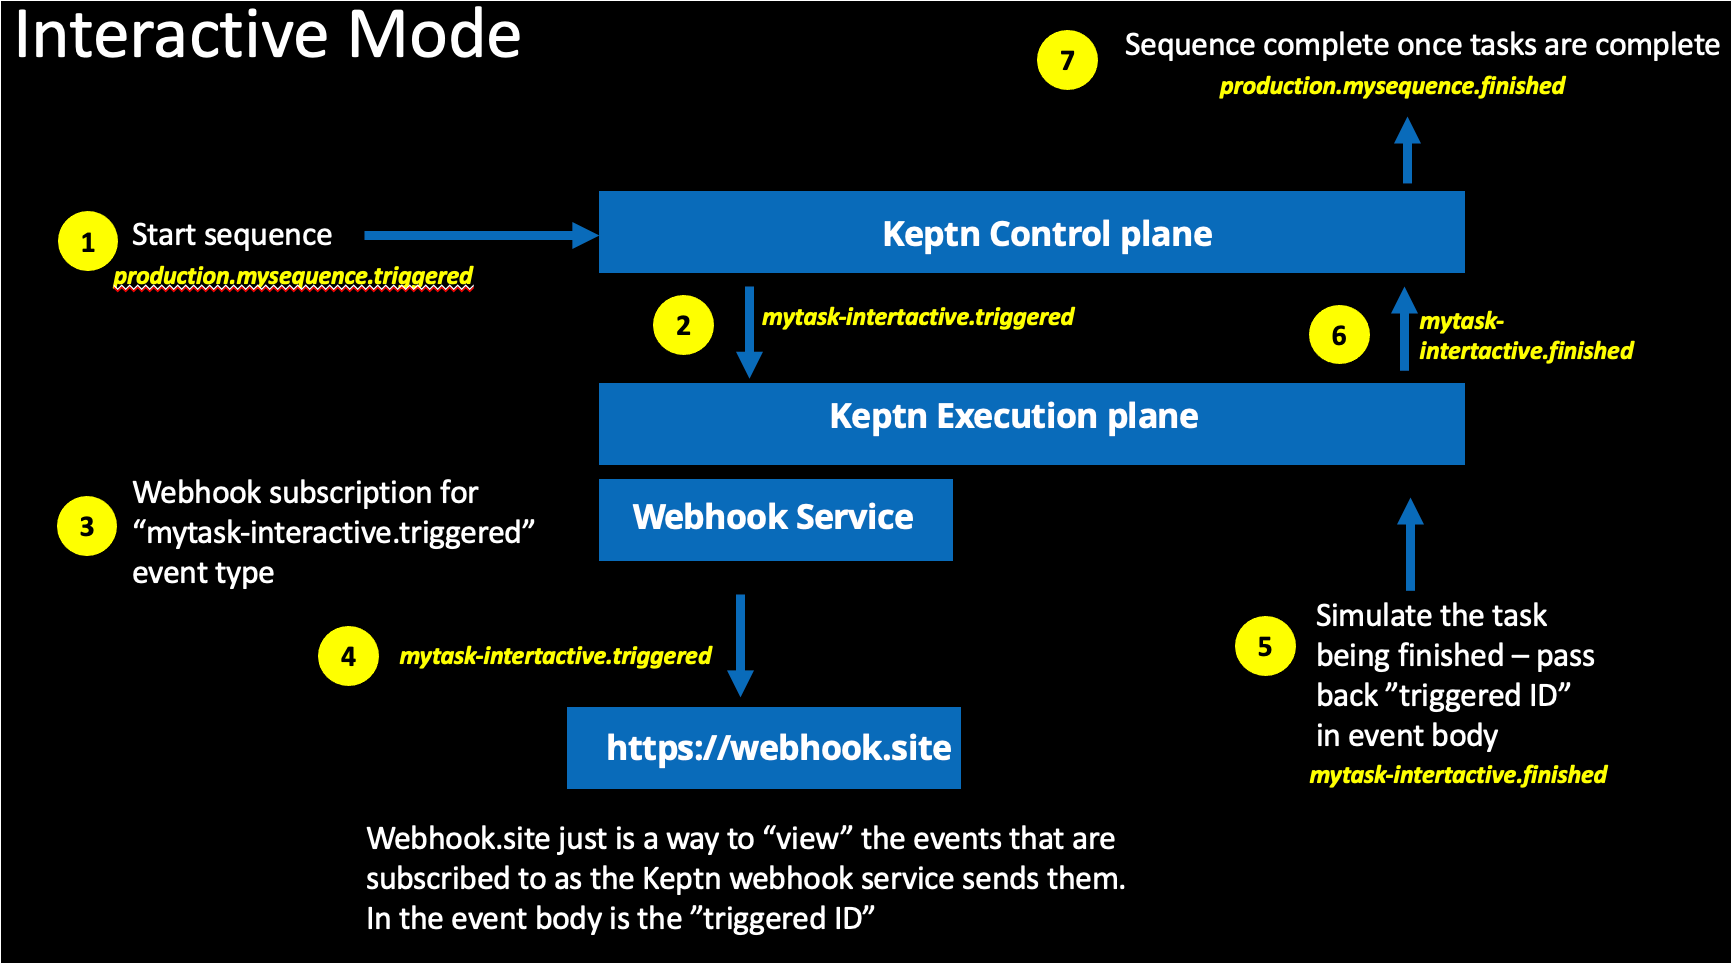 Interactive Mode
7
Sequence complete once tasks are complete
production.mysequence.finished
1
Start sequence
production.mysequence.triggered
Keptn Control plane
2
mytask-intertactive.triggered
6
mytask-
intertactive.finished
Keptn Execution plane
3
Webhook subscription for
“mytask-interactive.triggered”
event type
Webhook Service
4
mytask-intertactive.triggered
5
Simulate the task
being finished – pass
back ”triggered ID”
in event body
mytask-intertactive.finished
https://webhook.site
Webhook.site just is a way to “view” the events that are
subscribed to as the Keptn webhook service sends them.
In the event body is the ”triggered ID”